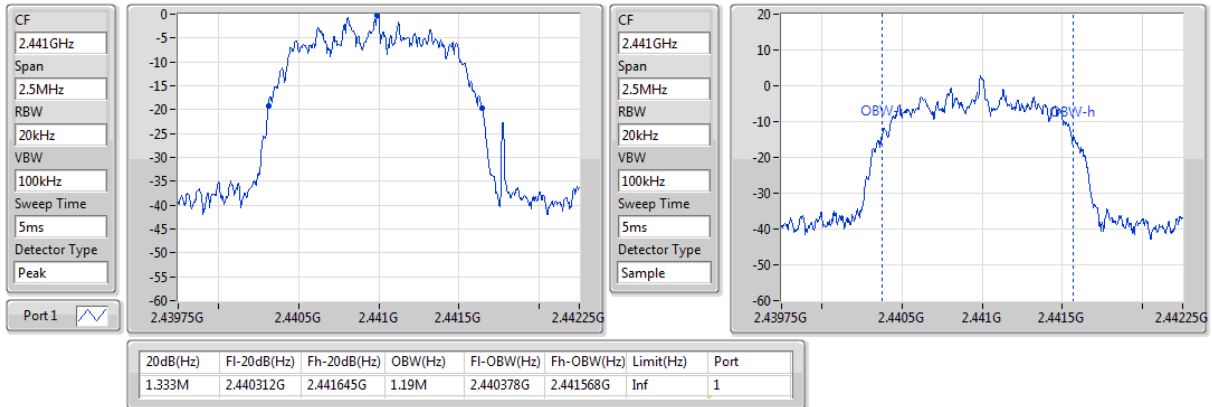 CF
2.441GHz
Span
2.5MHz
RBW
20kHz
VBW
100kHz
Sweep Time
5ms
Detector Type
Peak
Port 1
0
-5
-10
-15
-20
-25
-30
-35
-40
-45
-50
-55
-60
2.43975G 2.4405G 2.441G 2.4415G 2.44225G
CF
2.441GHz
Span
2.5MHz
RBW
20kHz
VBW
100kHz
Sweep Time
5ms
Detector Type
Sample
20
10
0
-10
-20
-30
-40
-50
-60
OBW-l OBW-h
2.43975G 2.4405G 2.441G 2.4415G 2.44225G
20dB(Hz) Fl-20dB(Hz) Fh-20dB(Hz) OBW(Hz) Fl-OBW(Hz) Fh-OBW(Hz) Limit(Hz) Port
1.333M 2.440312G 2.441645G 1.19M 2.440378G 2.441568G Inf 1